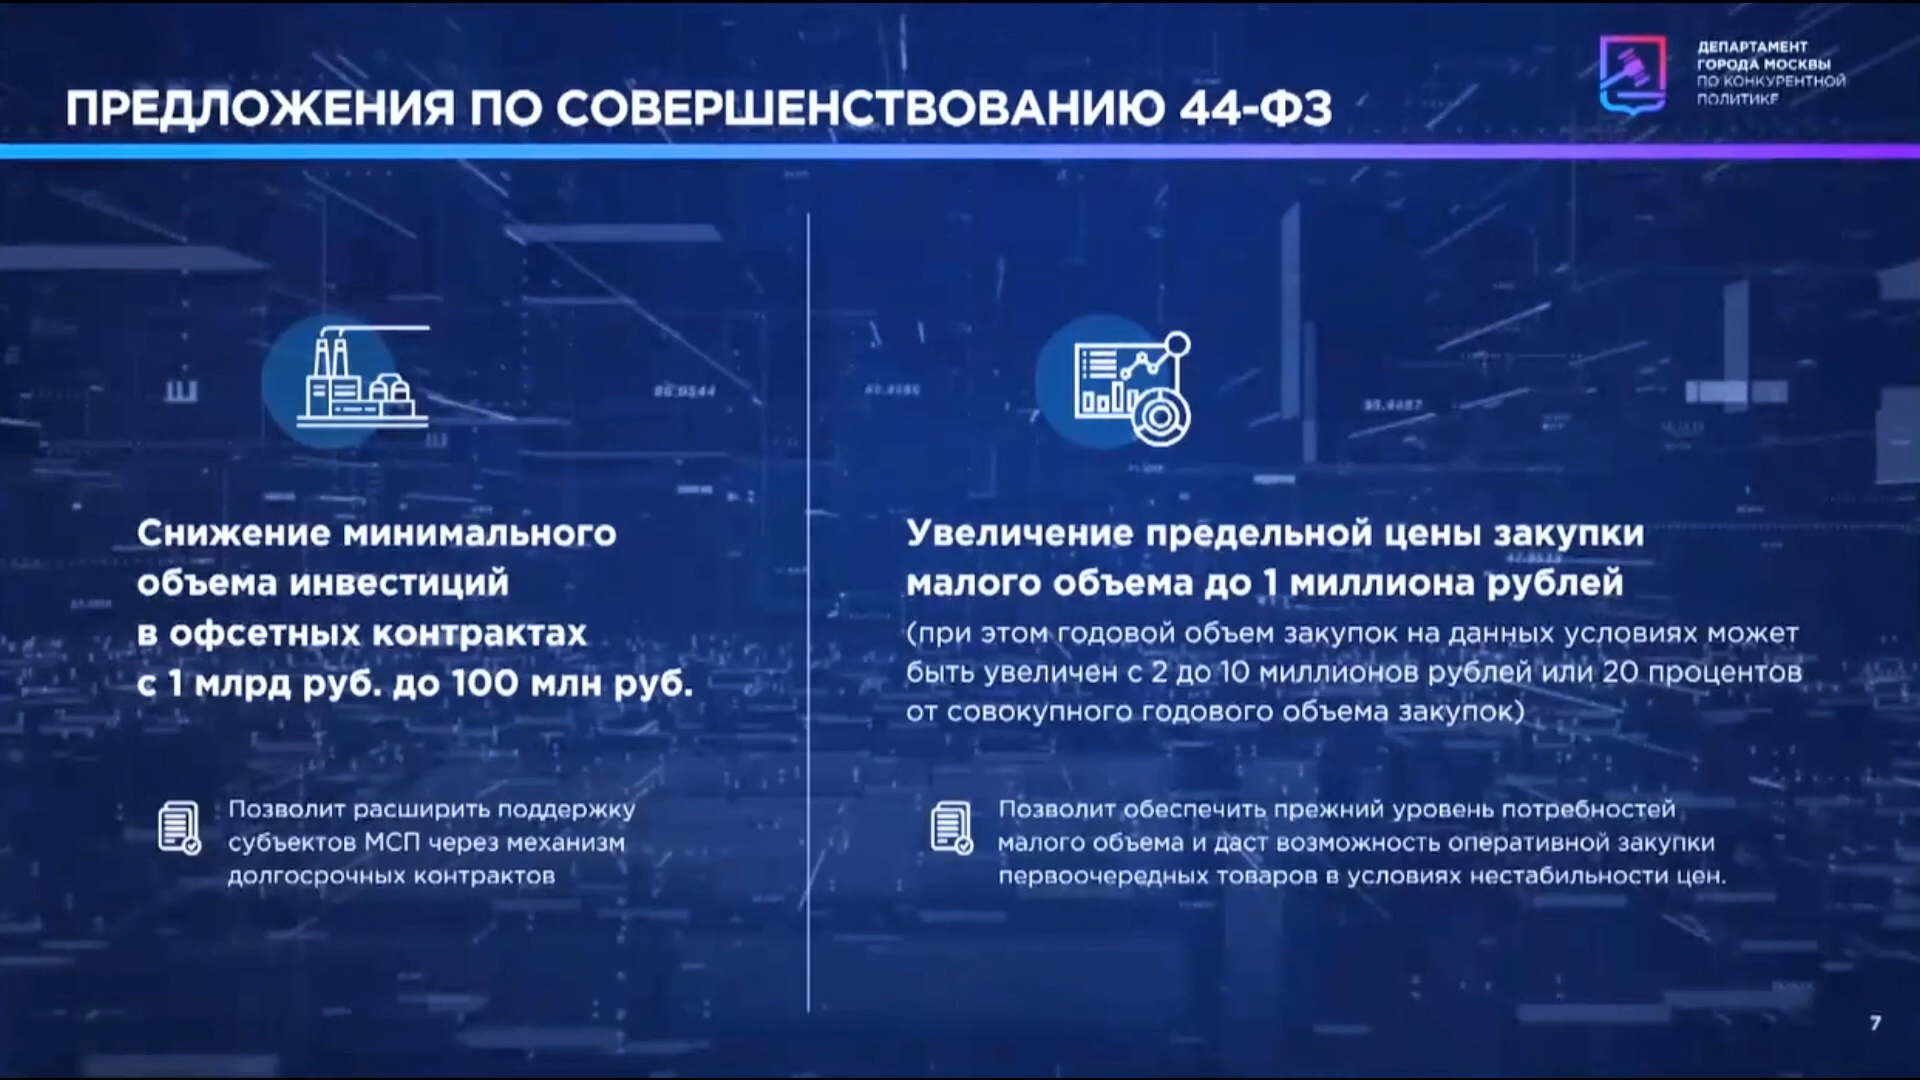 ПРЕДЛОЖЕНИЯ ПО СОВЕРШЕНСТВОВАНИЮ 44-ФЗ
ДЕПАРТАМЕНТ
ГОРОДА МОСКВЫ
ПО КОНКУРЕНТНОЙ
ПОЛИТИКЕ
Снижение минимального
объема инвестиций
в офсетных контрактах
с 1 млрд руб. до 100 млн руб.
Позволит расширить поддержку
субъектов МСП через механизм
долгосрочных контрактов
Увеличение предельной цены закупки
малого объема до 1 миллиона рублей
(при этом годовой объем закупок на данных условиях может
быть увеличен с 2 до 10 миллионов рублей или 20 процентов
от совокупного годового объема закупок)
Позволит обеспечить прежний уровень потребностей
малого объема и даст возможность оперативной закупки
первоочередных товаров в условиях нестабильности цен.
7